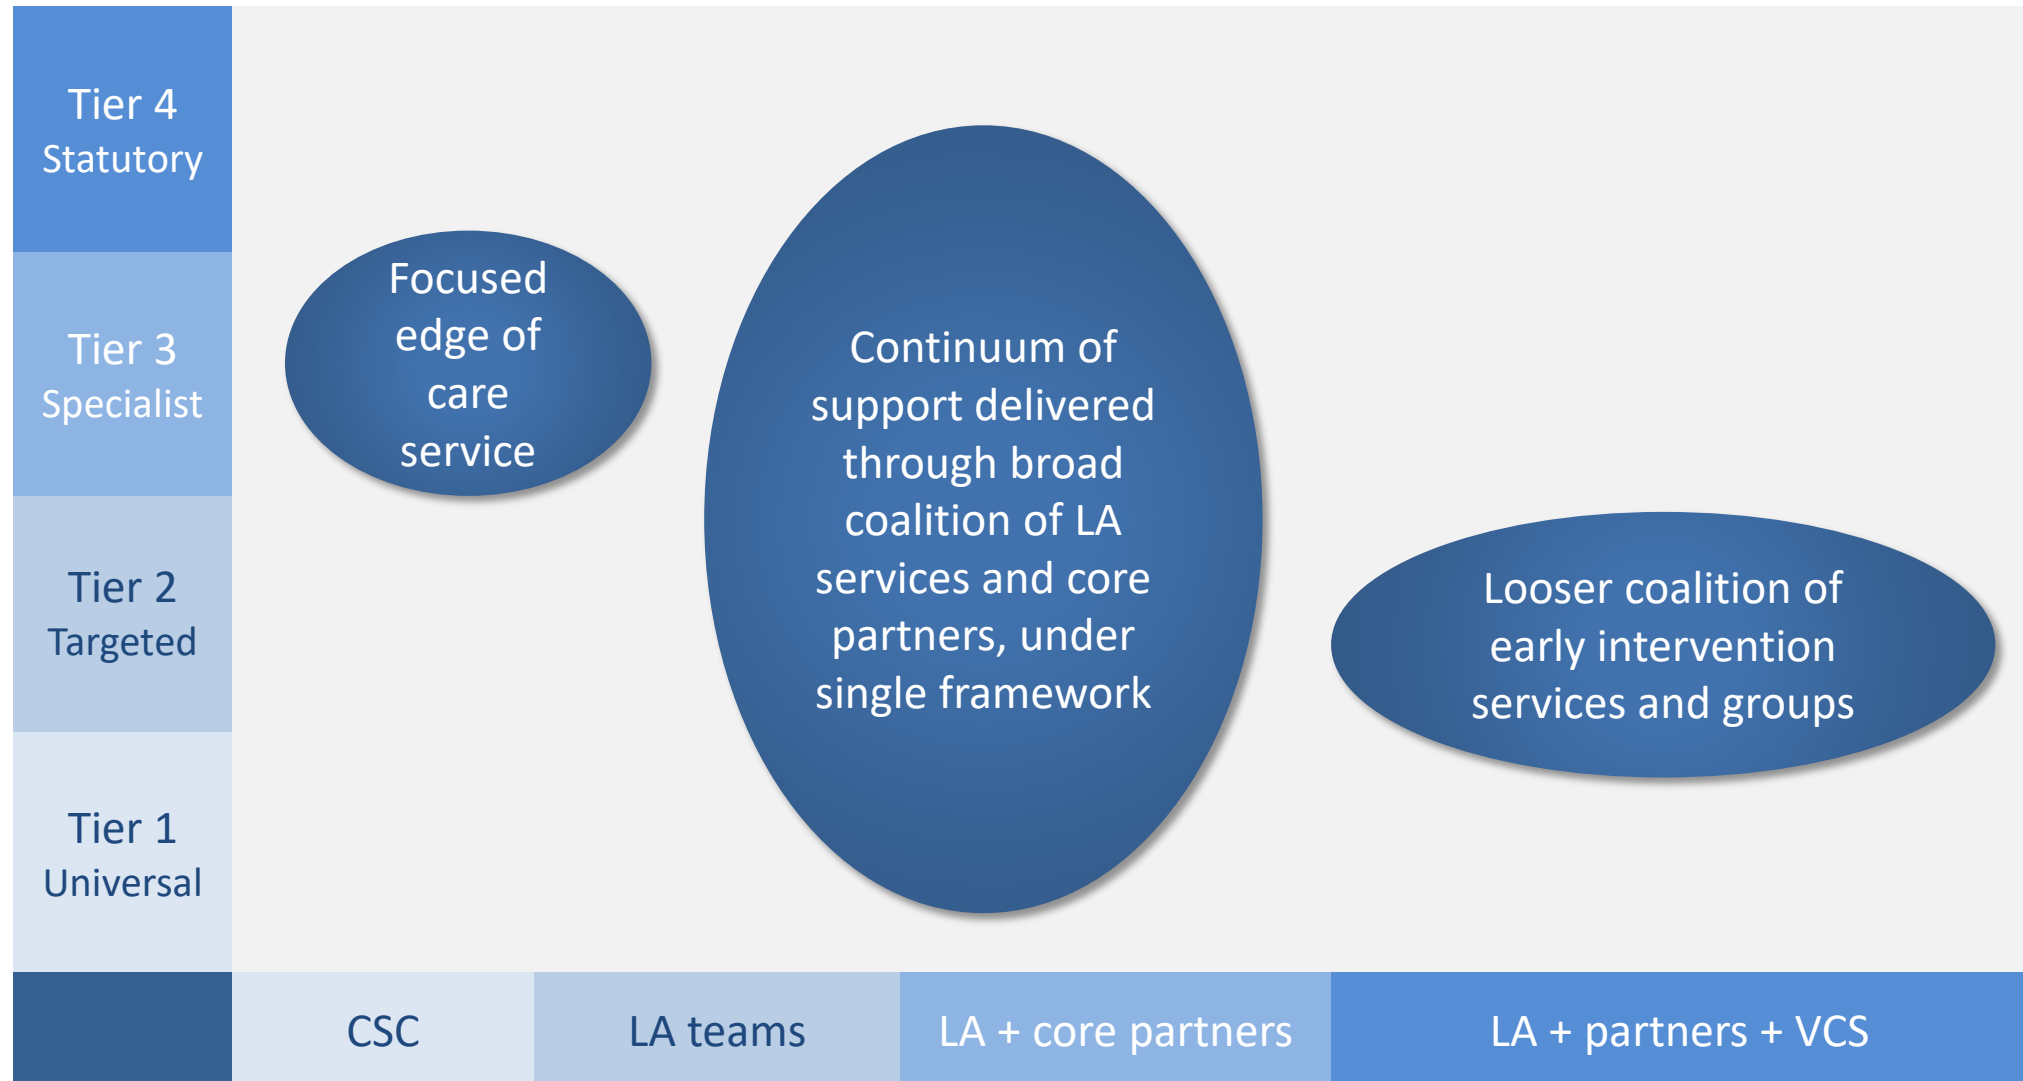 Tier 4
Statutory
Tier 3
Specialist
Tier 2
Targeted
Tier 1
Universal
Focused
edge of
care
service
Continuum of
support delivered
through broad
coalition of LA
services and core
partners, under
single framework
Looser coalition of
early intervention
services and groups
CSC
LA teams
LA + core partners
LA + partners + VCS